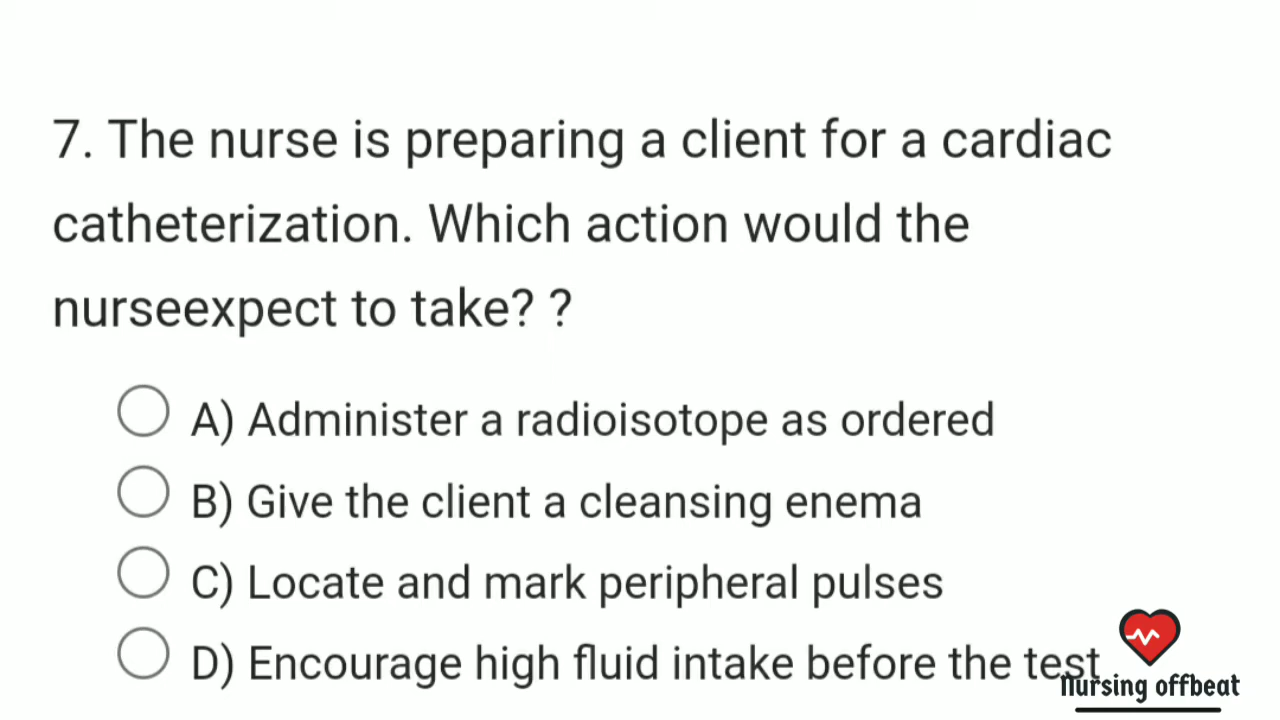 7. The nurse is preparing a client for a cardiac
catheterization. Which action would the
nurseexpect to take? ?
A) Administer a radioisotope as ordered
B) Give the client a cleansing enema
C) Locate and mark peripheral pulses
D) Encourage high fluid intake before the test
nursing offbeat